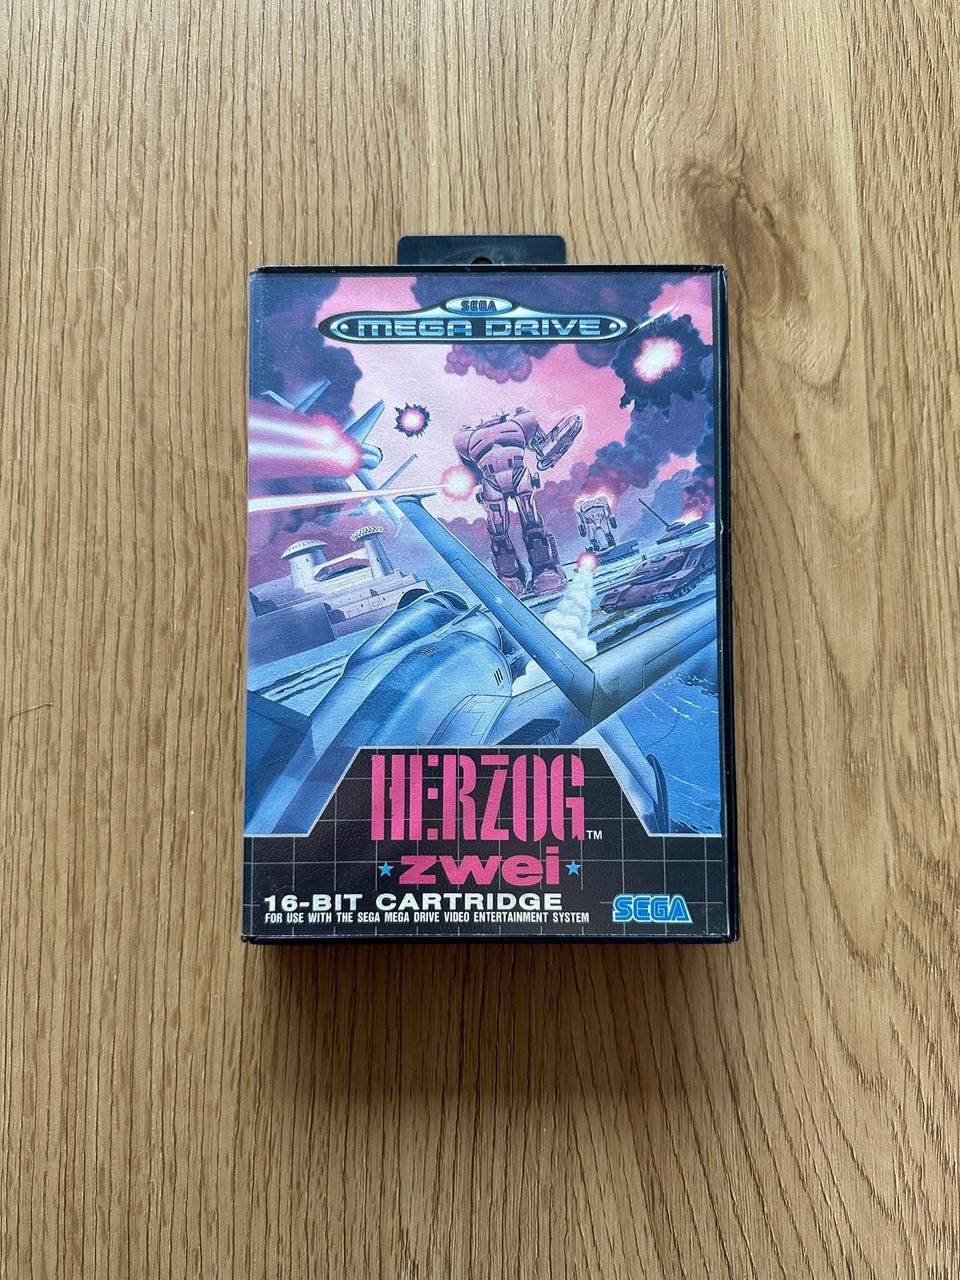 SEGA
MEGA DRIVE
HERZOG TM
zwei
16-BIT CARTRIDGE
FOR USE WITH THE SEGA MEGA DRIVE VIDEO ENTERTAINMENT SYSTEM
SEGA